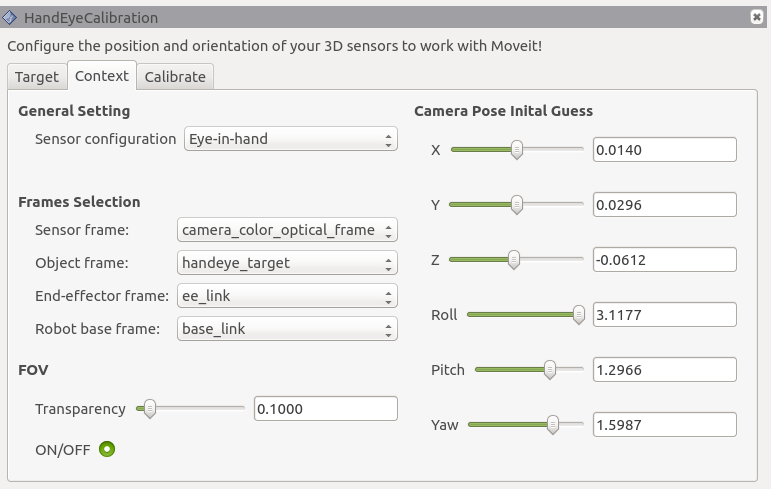 HandEyeCalibration
Configure the position and orientation of your 3D sensors to work with Moveit!
Target Context Calibrate
General Setting
Sensor configuration Eye-in-hand
Frames Selection
Sensor frame: camera_color_optical_frame
Object frame: handeye_target
End-effector frame: ee_link
Robot base frame: base_link
FOV
Transparency 0.1000
ON/OFF
Camera Pose Inital Guess
X 0.0140
Y 0.0296
Z -0.0612
Roll 3.1177
Pitch 1.2966
Yaw 1.5987